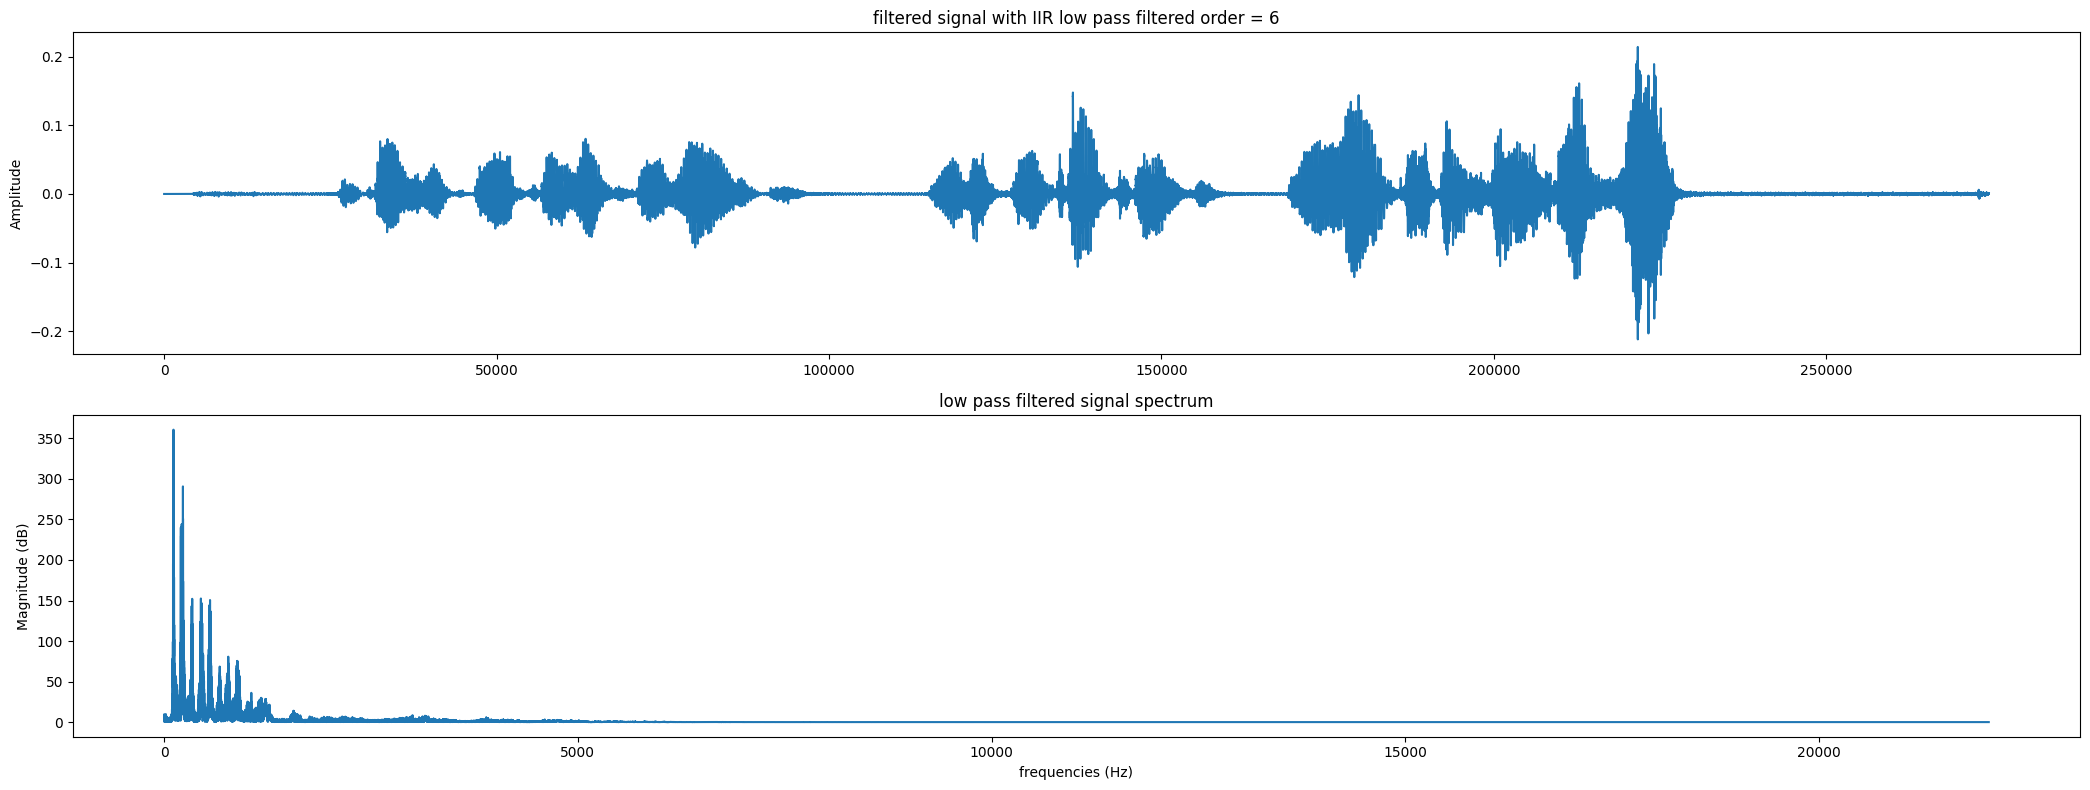 filtered signal with IIR low pass filtered order = 6
0.2
0.1
0.0
−0.1
−0.2
Amplitude
0 50000 100000 150000 200000 250000
low pass filtered signal spectrum
350
300
250
200
150
100
50
0
Magnitude (dB)
0 5000 10000 15000 20000
frequencies (Hz)